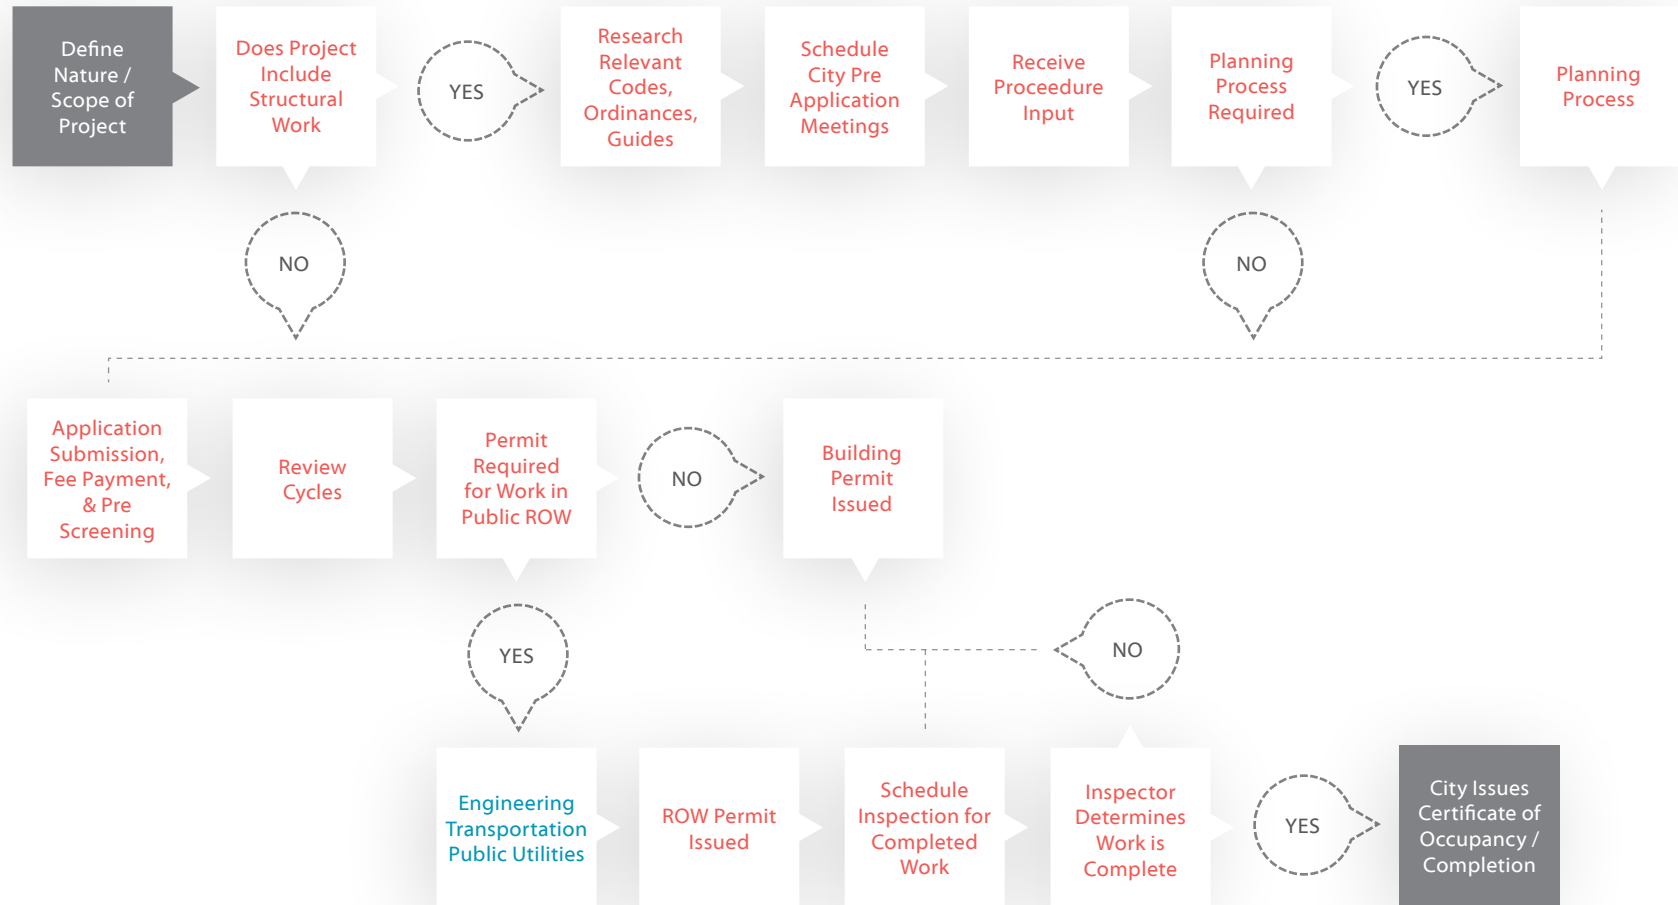 Define
Nature /
Scope of
Project
Does Project
Include
Structural
Work
YES
Research
Relevant
Codes,
Ordinances,
Guides
Schedule
City Pre
Application
Meetings
Receive
Proceedure
Input
Planning
Process
Required
YES
Planning
Process
NO
NO
Application
Submission,
Fee Payment,
& Pre
Screening
Review
Cycles
Permit
Required
for Work in
Public ROW
NO
Building
Permit
Issued
YES
NO
Engineering
Transportation
Public Utilities
ROW Permit
Issued
Schedule
Inspection for
Completed
Work
Inspector
Determines
Work is
Complete
YES
City Issues
Certificate of
Occupancy /
Completion